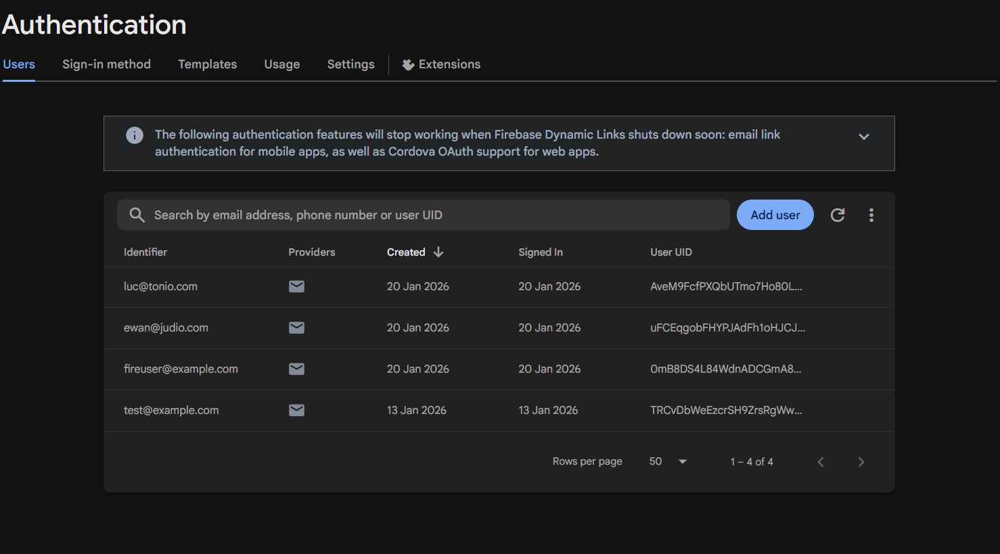 Authentication
Users Sign-in method Templates Usage Settings Extensions
The following authentication features will stop working when Firebase Dynamic Links shuts down soon: email link
authentication for mobile apps, as well as Cordova OAuth support for web apps.
Search by email address, phone number or user UID Add user
Identifier Providers Created Signed In User UID
luc@tonio.com 20 Jan 2026 20 Jan 2026 AveM9FcfPXQbUTmo7Ho80L...
ewan@judio.com 20 Jan 2026 20 Jan 2026 uFCEqgobFHYPJAdFh1oHJCJ...
fireuser@example.com 20 Jan 2026 20 Jan 2026 0mB8DS4L84WdnADCGmA8...
test@example.com 13 Jan 2026 13 Jan 2026 TRCvDbWeEzcrSH9ZrsRgWw...
Rows per page 50 1 – 4 of 4